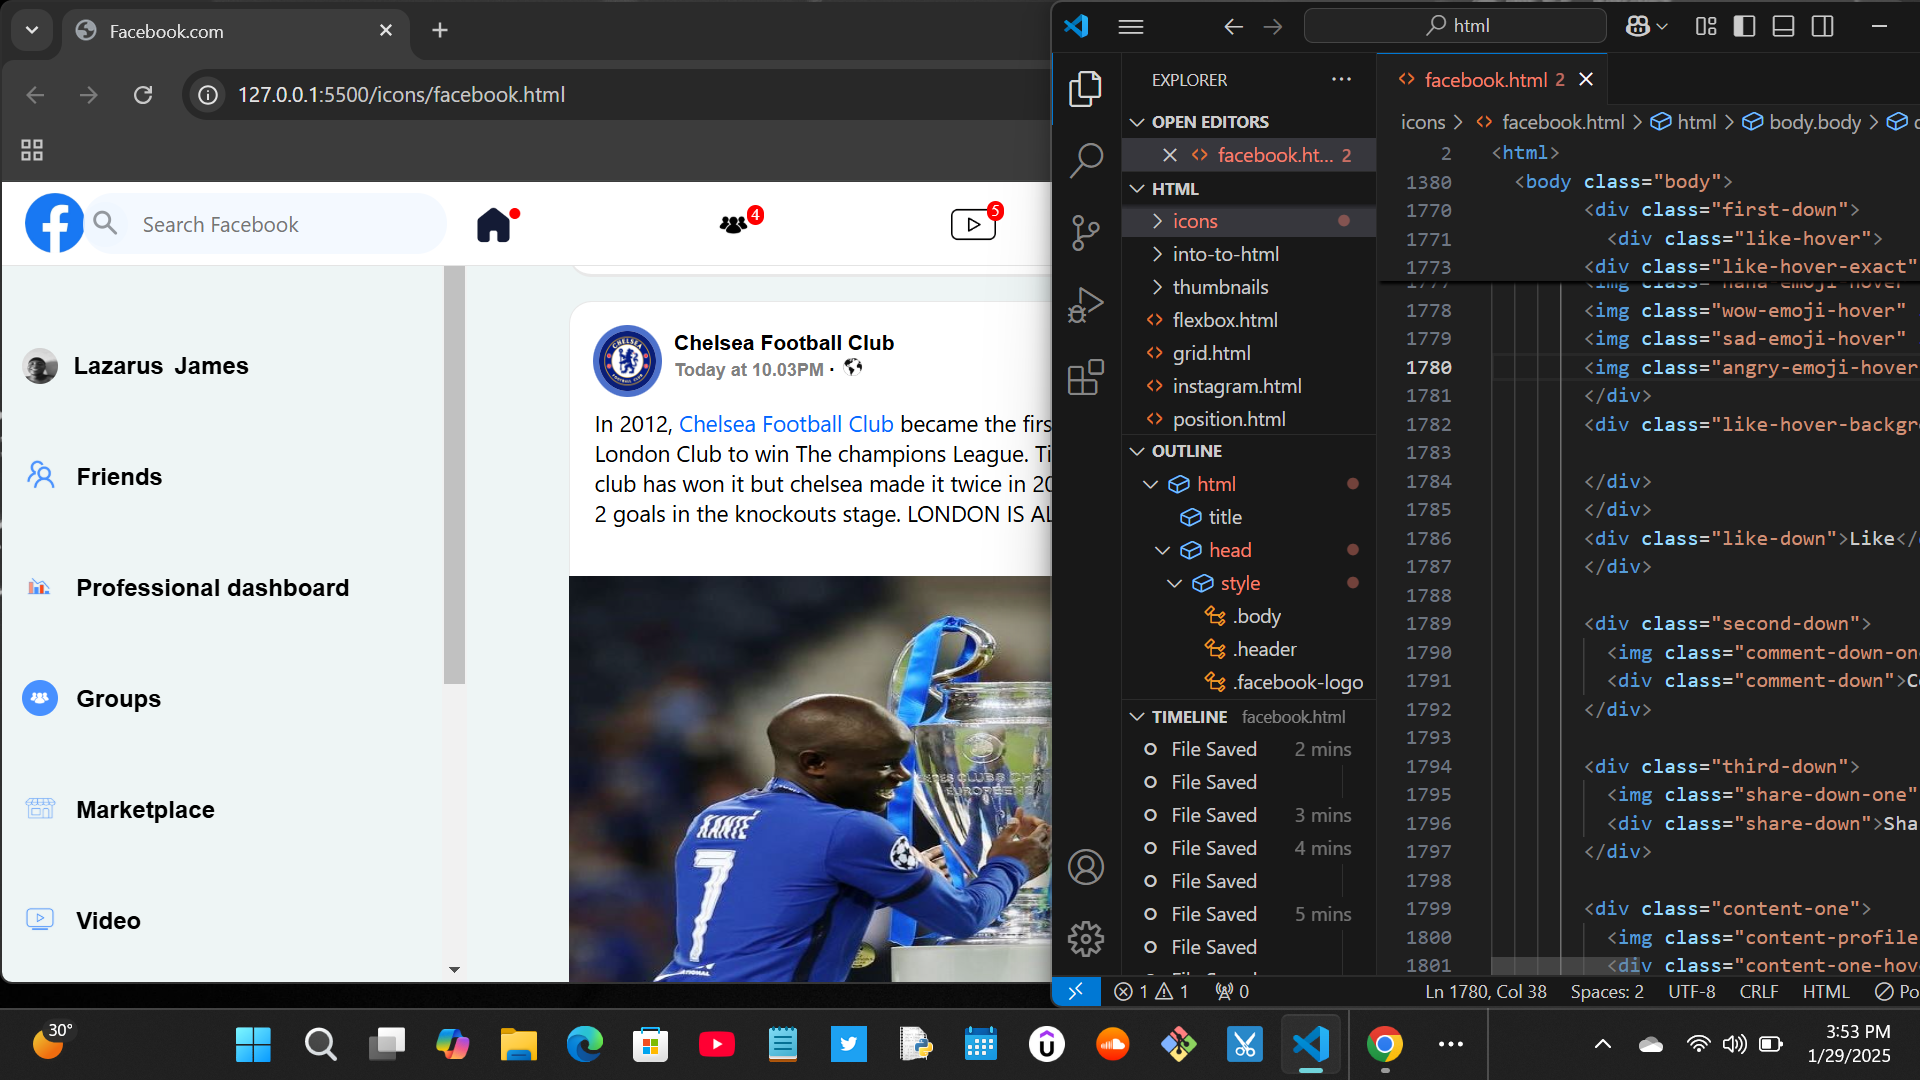 Facebook.com
127.0.0.1:5500/icons/facebook.html
Search Facebook
4
5
Lazarus James
Friends
Professional dashboard
Groups
Marketplace
Video
Chelsea Football Club
Today at 10.03PM ·
In 2012, Chelsea Football Club became the firs
London Club to win The champions League. Ti
club has won it but chelsea made it twice in 20
2 goals in the knockouts stage. LONDON IS AL
KANTÉ
7
html
EXPLORER
OPEN EDITORS
facebook.ht... 2
HTML
icons
into-to-html
thumbnails
flexbox.html
grid.html
instagram.html
position.html
OUTLINE
html
title
head
style
.body
.header
.facebook-logo
TIMELINE facebook.html
File Saved 2 mins
File Saved
File Saved 3 mins
File Saved 4 mins
File Saved
File Saved 5 mins
File Saved
facebook.html 2
icons > facebook.html > html > body.body >
2 <html>
1380 <body class="body">
1770 <div class="first-down">
1771 <div class="like-hover">
1773 <div class="like-hover-exact"
1778 <img class="wow-emoji-hover"
1779 <img class="sad-emoji-hover"
1780 <img class="angry-emoji-hover
1781 </div>
1782 <div class="like-hover-backgr
1783
1784 </div>
1785 </div>
1786 <div class="like-down">Like</
1787 </div>
1788
1789 <div class="second-down">
1790 <img class="comment-down-on
1791 <div class="comment-down">C
1792 </div>
1793
1794 <div class="third-down">
1795 <img class="share-down-one"
1796 <div class="share-down">Sha
1797 </div>
1798
1799 <div class="content-one">
1800 <img class="content-profile
1801 <div class="content-one-hov
1 1 0
Ln 1780, Col 38 Spaces: 2 UTF-8 CRLF HTML Po
30°
3:53 PM
1/29/2025